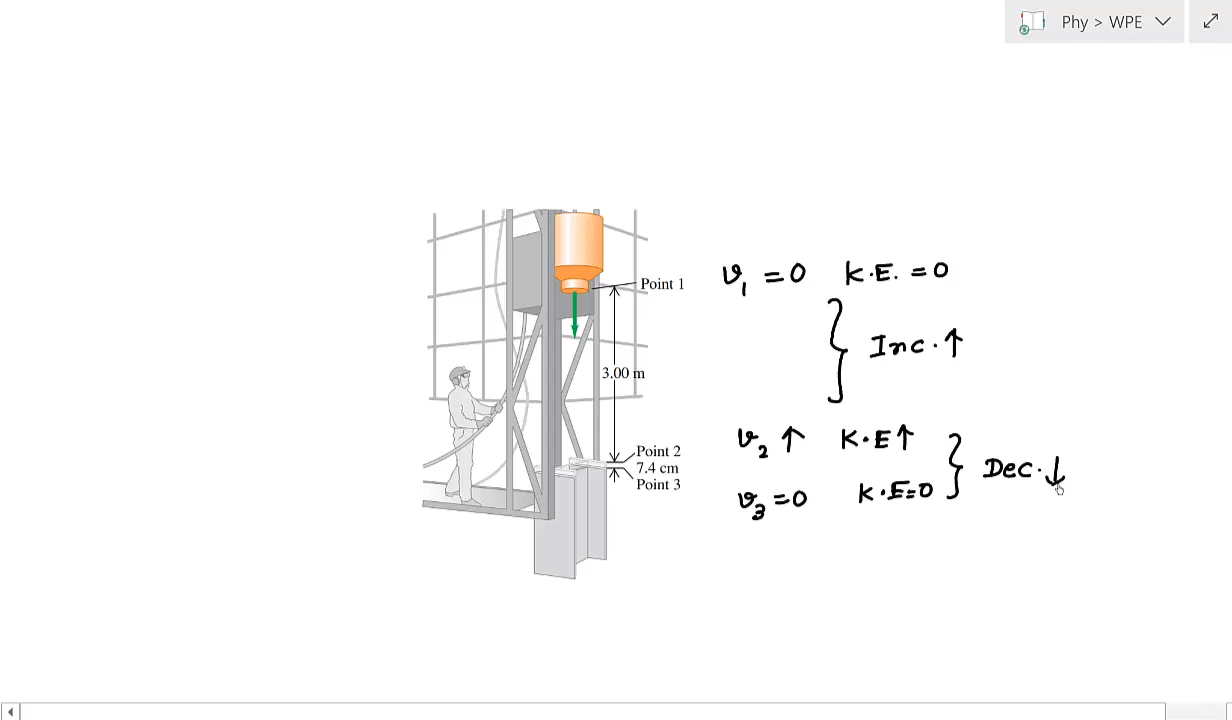 Phy > WPE
Point 1
3.00 m
Point 2
7.4 cm
Point 3
v₁ = 0 K.E. = 0
Inc. ↑
v₂ ↑ K.E ↑
v₃ = 0 K.E = 0
Dec. ↓